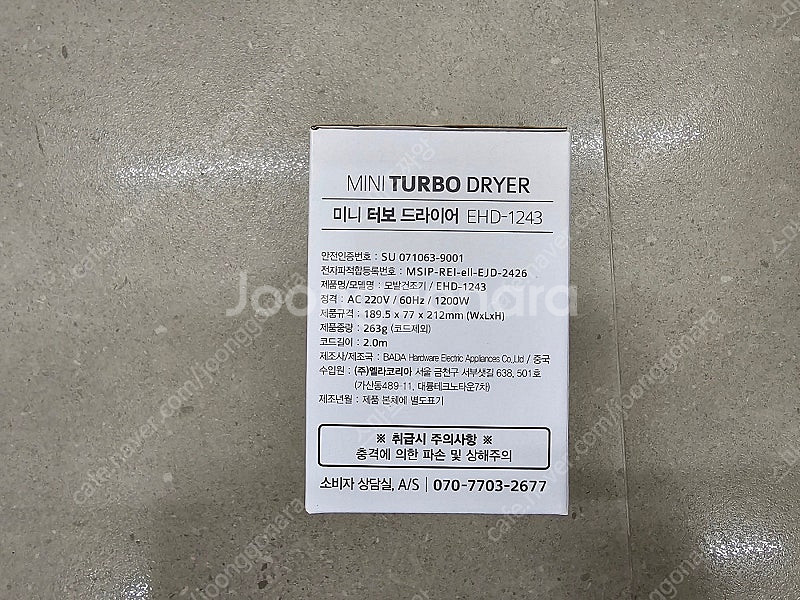 MINI TURBO DRYER
미니 터보 드라이어 EHD-1243
안전인증번호 : SU 071063-9001
전자파적합등록번호 : MSIP-REI-ell-EJD-2426
제품명/모델명 : 모발건조기 / EHD-1243
정격 : AC 220V / 60Hz / 1200W
제품규격 : 189.5 x 77 x 212mm (WxLxH)
제품중량 : 263g (코드제외)
코드길이 : 2.0m
제조사/제조국 : BADA Hardware Electric Appliances Co.,Ltd / 중국
수입원 : (주)엘라코리아 서울 금천구 서부샛길 638, 501호
(가산동489-11, 대륭테크노타운7차)
제조년월 : 제품 본체에 별도표기
※ 취급시 주의사항 ※
충격에 의한 파손 및 상해주의
소비자 상담실, A/S | 070-7703-2677
Joonggonara
cafe.naver.com/joonggonara